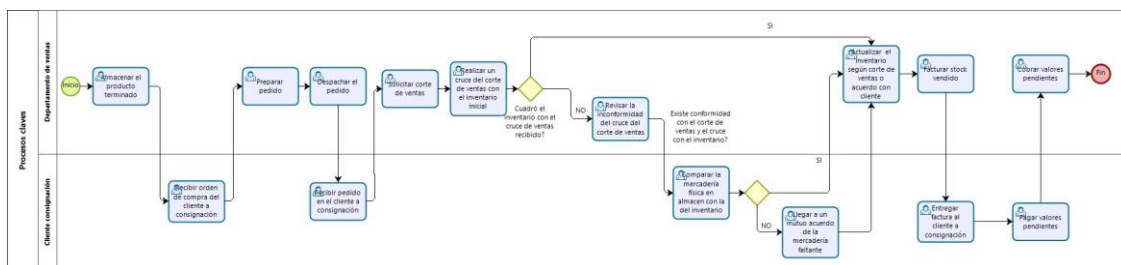 Procesos claves
Departamento de ventas
Cliente consignación
Inicio
Almacenar el
producto
terminado
Recibir orden
de compra del
cliente a
consignación
Preparar
pedido
Despachar el
pedido
Recibir pedido
en el cliente a
consignación
Solicitar corte
de ventas
Realizar un
cruce del corte
de ventas con
el inventario
inicial
Cuadró el
inventario con el
cruce de ventas
recibido?
SI
NO
Revisar la
inconformidad
del cruce del
corte de ventas
Existe conformidad
con el corte de
ventas y el cruce
con el inventario?
Comparar la
mercadería
física en
almacen con la
del inventario
SI
NO
Llegar a un
mutuo acuerdo
de la
mercadería
faltante
Actualizar el
inventario
según corte de
ventas o
acuerdo con
cliente
Facturar stock
vendido
Entregar
factura al
cliente a
consignación
Pagar valores
pendientes
Cobrar valores
pendientes
Fin